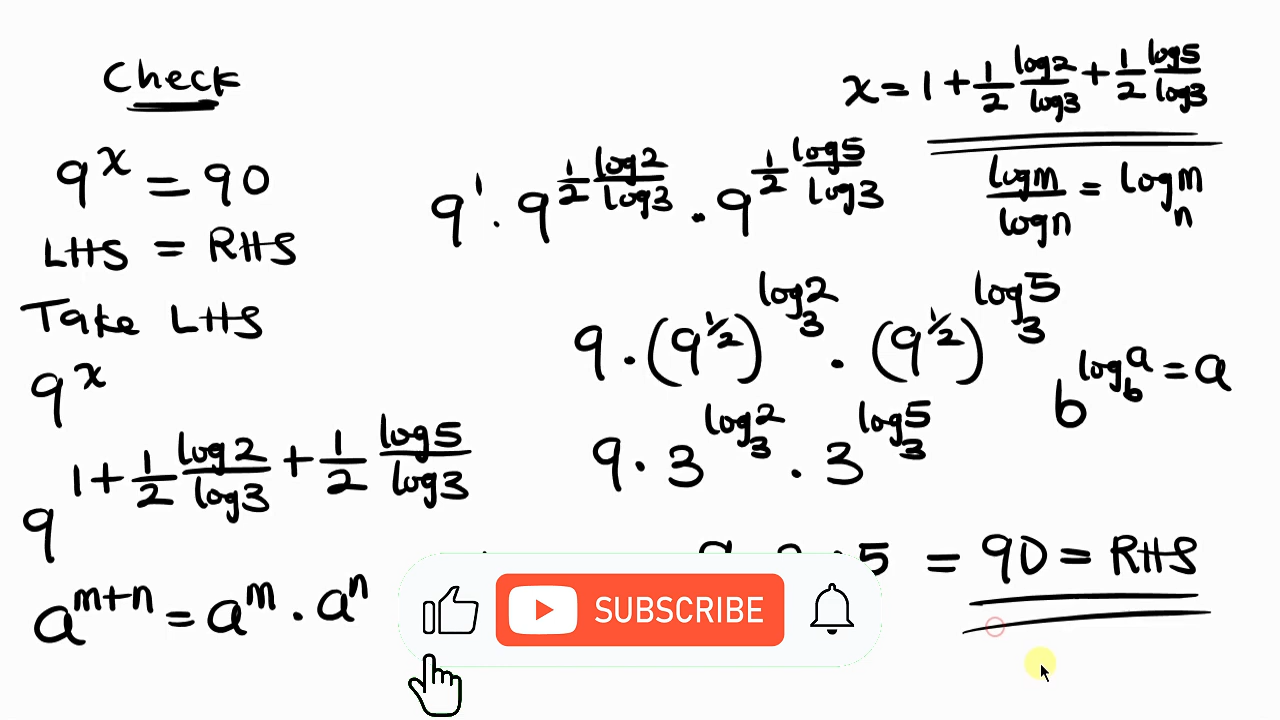 Check
9^x = 90
LHS = RHS
Take LHS
9^x
9^(1 + 1/2 log2/log3 + 1/2 log5/log3)
a^(m+n) = a^m . a^n
x = 1 + 1/2 log2/log3 + 1/2 log5/log3
9^1 . 9^(1/2 log2/log3) . 9^(1/2 log5/log3)
logm/logn = log_n m
9 . (9^(1/2))^(log_3 2) . (9^(1/2))^(log_3 5)
b^(log_b a) = a
9 . 3^(log_3 2) . 3^(log_3 5)
5 = 90 = RHS
SUBSCRIBE